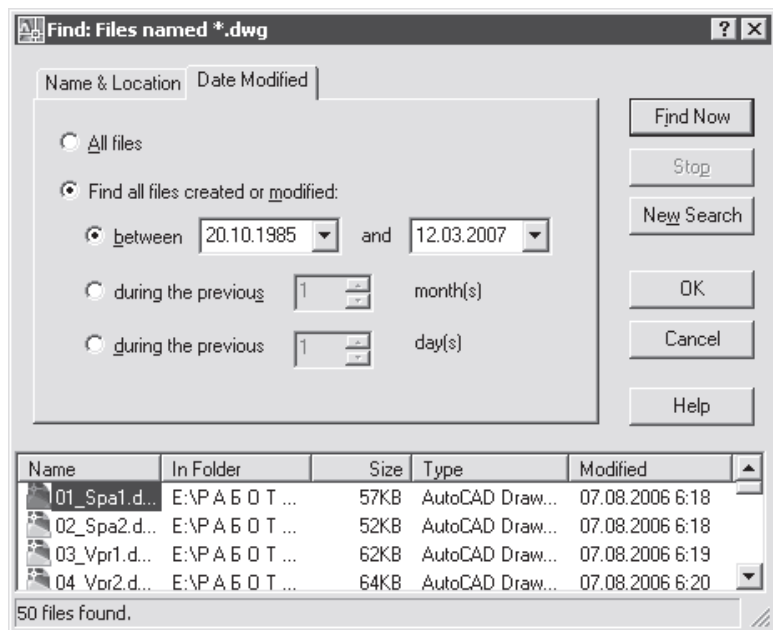 Find: Files named *.dwg
Name & Location Date Modified
All files
Find all files created or modified:
between 20.10.1985 and 12.03.2007
during the previous 1 month(s)
during the previous 1 day(s)
Find Now
Stop
New Search
OK
Cancel
Help
Name In Folder Size Type Modified
01_Spa1.d... E:\Р А Б О Т ... 57KB AutoCAD Draw... 07.08.2006 6:18
02_Spa2.d... E:\Р А Б О Т ... 52KB AutoCAD Draw... 07.08.2006 6:18
03_Vpr1.d... E:\Р А Б О Т ... 62KB AutoCAD Draw... 07.08.2006 6:19
04_Vpr2.d... E:\Р А Б О Т ... 64KB AutoCAD Draw... 07.08.2006 6:20
50 files found.